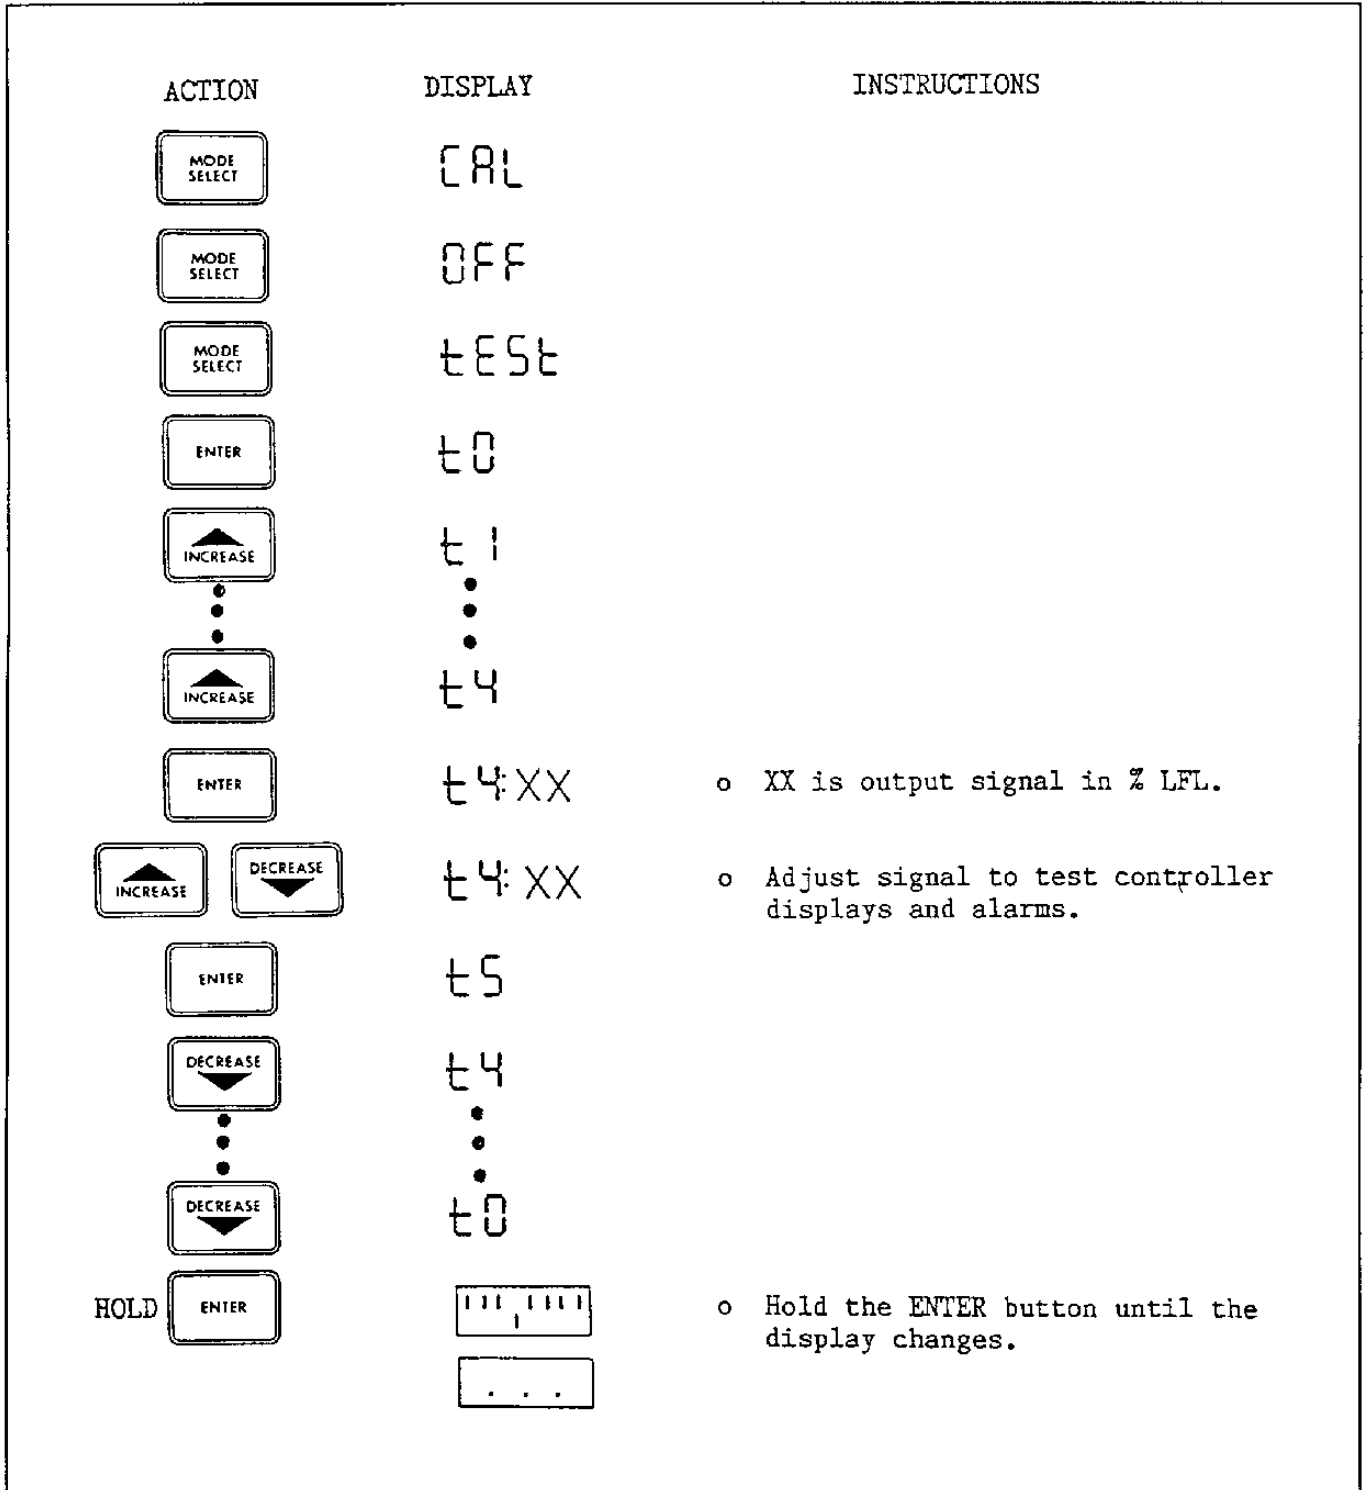 ACTION DISPLAY INSTRUCTIONS
MODE
SELECT
CAL
MODE
SELECT
OFF
MODE
SELECT
tESt
ENTER
t0
INCREASE
t1
INCREASE
t4
ENTER
t4:XX
o XX is output signal in % LFL.
INCREASE
DECREASE
t4:XX
o Adjust signal to test controller
displays and alarms.
ENTER
t5
DECREASE
t4
DECREASE
t0
HOLD
ENTER
o Hold the ENTER button until the
display changes.
. . .